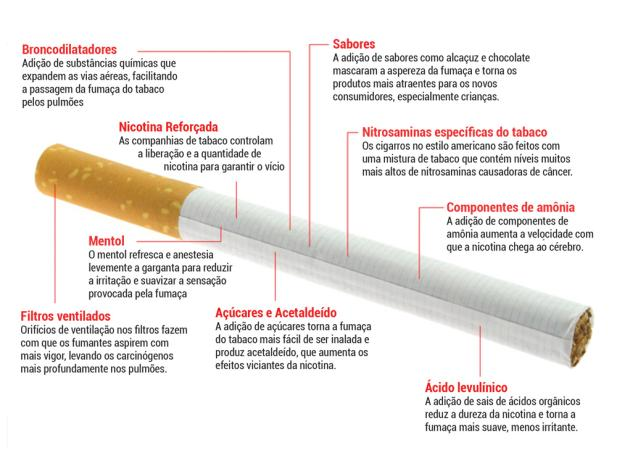 Broncodilatadores
Adição de substâncias químicas que
expandem as vias aéreas, facilitando
a passagem da fumaça do tabaco
pelos pulmões
Sabores
A adição de sabores como alcaçuz e chocolate
mascaram a aspereza da fumaça e torna os
produtos mais atraentes para os novos
consumidores, especialmente crianças.
Nicotina Reforçada
As companhias de tabaco controlam
a liberação e a quantidade de
nicotina para garantir o vício
Nitrosaminas específicas do tabaco
Os cigarros no estilo americano são feitos com
uma mistura de tabaco que contém níveis muitos
mais altos de nitrosaminas causadoras de câncer.
Componentes de amônia
A adição de componentes de
amônia aumenta a velocidade com
que a nicotina chega ao cérebro.
Mentol
O mentol refresca e anestesia
levemente a garganta para reduzir
a irritação e suavizar a sensação
provocada pela fumaça
Filtros ventilados
Orifícios de ventilação nos filtros fazem
com que os fumantes aspirem com
mais vigor, levando os carcinógenos
mais profundamente nos pulmões.
Açúcares e Acetaldeído
A adição de açúcares torna a fumaça
do tabaco mais fácil de ser inalada e
produz acetaldeído, que aumenta os
efeitos viciantes da nicotina.
Ácido levulínico
A adição de sais de ácidos orgânicos
reduz a dureza da nicotina e torna a
fumaça mais suave, menos irritante.